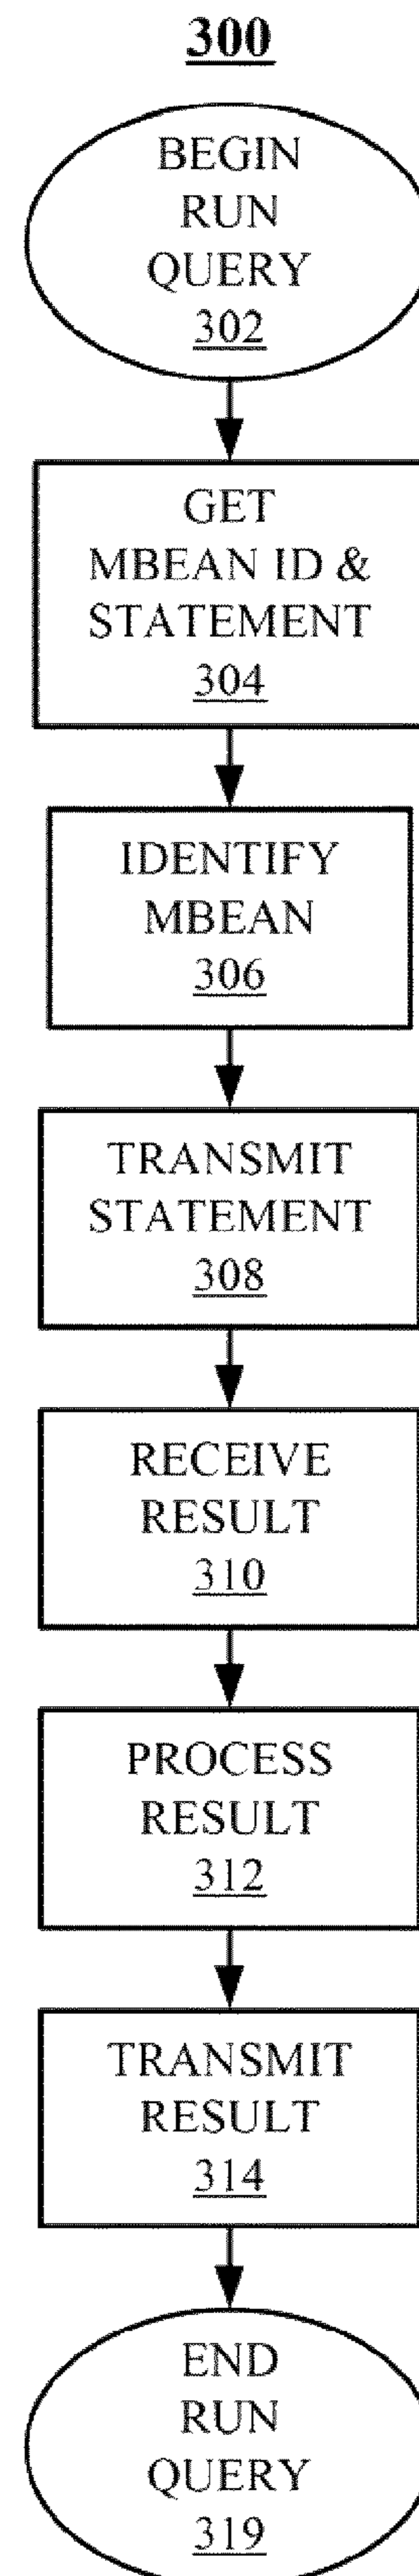 300
BEGIN
RUN
QUERY
302
GET
MBEAN ID &
STATEMENT
304
IDENTIFY
MBEAN
306
TRANSMIT
STATEMENT
308
RECEIVE
RESULT
310
PROCESS
RESULT
312
TRANSMIT
RESULT
314
END
RUN
QUERY
319